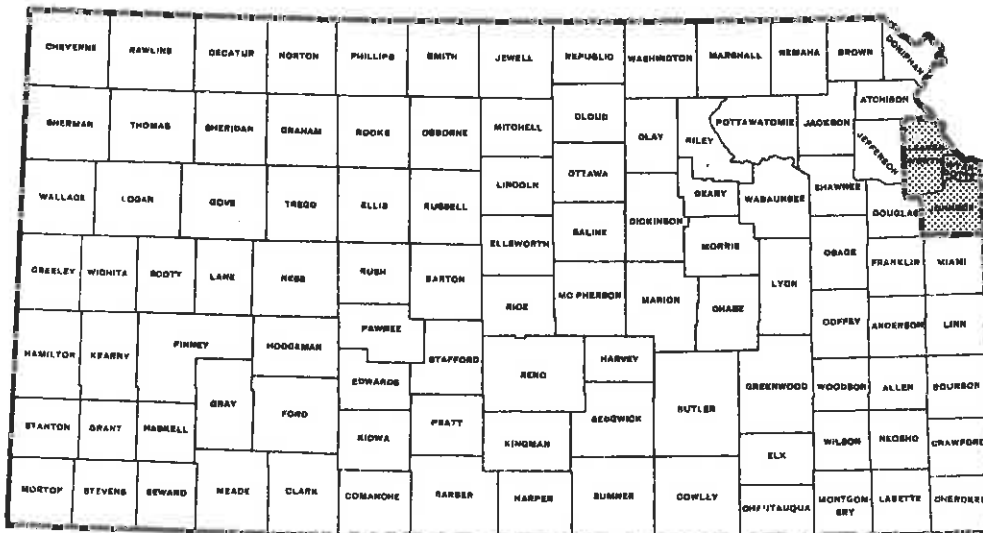 CHEYENNE RAWLINS DECATUR NORTON PHILLIPS SMITH JEWELL REPUBLIC WASHINGTON MARSHALL NEMAHA BROWN DONIPHAN
ATCHISON
SHERMAN THOMAS SHERIDAN GRAHAM ROOKS OSBORNE MITCHELL CLOUD CLAY RILEY POTTAWATOMIE JACKSON
JEFFERSON
LINCOLN OTTAWA GEARY WABAUNSEE SHAWNEE
WALLACE LOGAN GOVE TREGO ELLIS RUSSELL DICKINSON DOUGLAS JOHNSON
ELLSWORTH SALINE MORRIS
GREELEY WICHITA SCOTT LANE NESS RUSH BARTON OSAGE FRANKLIN MIAMI
LYON
RICE MC PHERSON MARION CHASE
HAMILTON KEARNY FINNEY HODGEMAN PAWNEE STAFFORD COFFEY ANDERSON LINN
RENO HARVEY
EDWARDS GREENWOOD WOODSON ALLEN BOURBON
GRAY FORD SEDGWICK BUTLER
STANTON GRANT HASKELL KIOWA PRATT KINGMAN WILSON NEOSHO CRAWFORD
ELK
MORTON STEVENS SEWARD MEADE CLARK COMANCHE BARBER HARPER SUMNER COWLLY CHAUTAUQUA MONTGOM
ERY LABETTE CHEROKEE